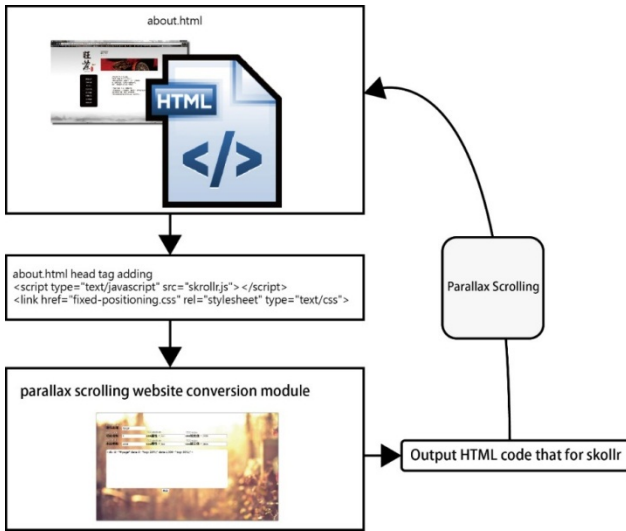 about.html
HTML
</>
about.html head tag adding
<script type="text/javascript" src="skrollr.js"></script>
<link href="fixed-positioning.css" rel="stylesheet" type="text/css">
Parallax Scrolling
parallax scrolling website conversion module
Output HTML code that for skollr